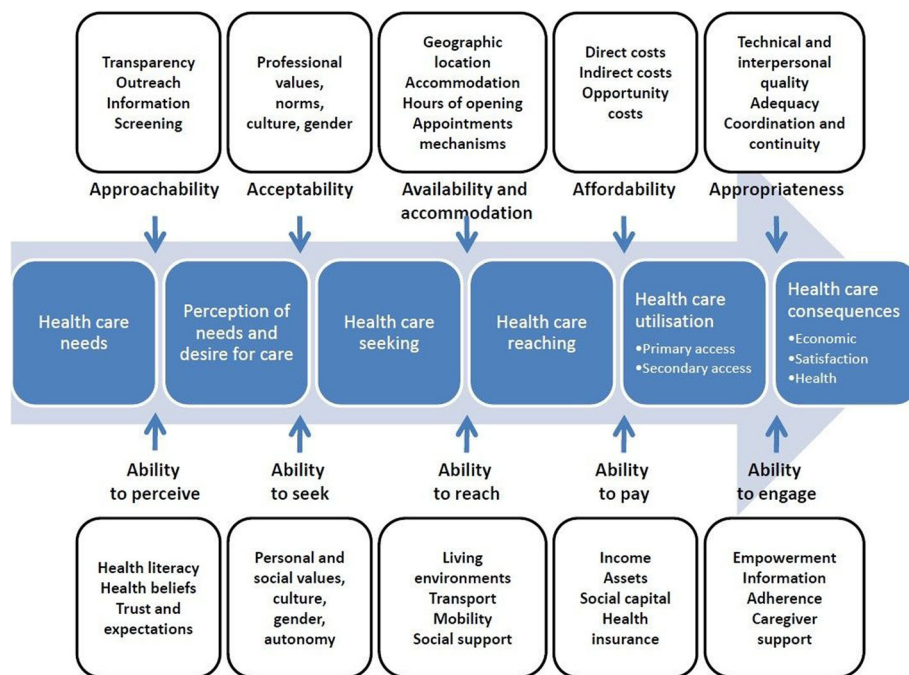 Transparency
Outreach
Information
Screening
Professional
values,
norms,
culture, gender
Geographic
location
Accommodation
Hours of opening
Appointments
mechanisms
Direct costs
Indirect costs
Opportunity
costs
Technical and
interpersonal
quality
Adequacy
Coordination and
continuity
Approachability
Acceptability
Availability and
accommodation
Affordability
Appropriateness
Health care
needs
Perception of
needs and
desire for care
Health care
seeking
Health care
reaching
Health care
utilisation
•Primary access
•Secondary access
Health care
consequences
•Economic
•Satisfaction
•Health
Ability
to perceive
Ability
to seek
Ability
to reach
Ability
to pay
Ability
to engage
Health literacy
Health beliefs
Trust and
expectations
Personal and
social values,
culture,
gender,
autonomy
Living
environments
Transport
Mobility
Social support
Income
Assets
Social capital
Health
insurance
Empowerment
Information
Adherence
Caregiver
support